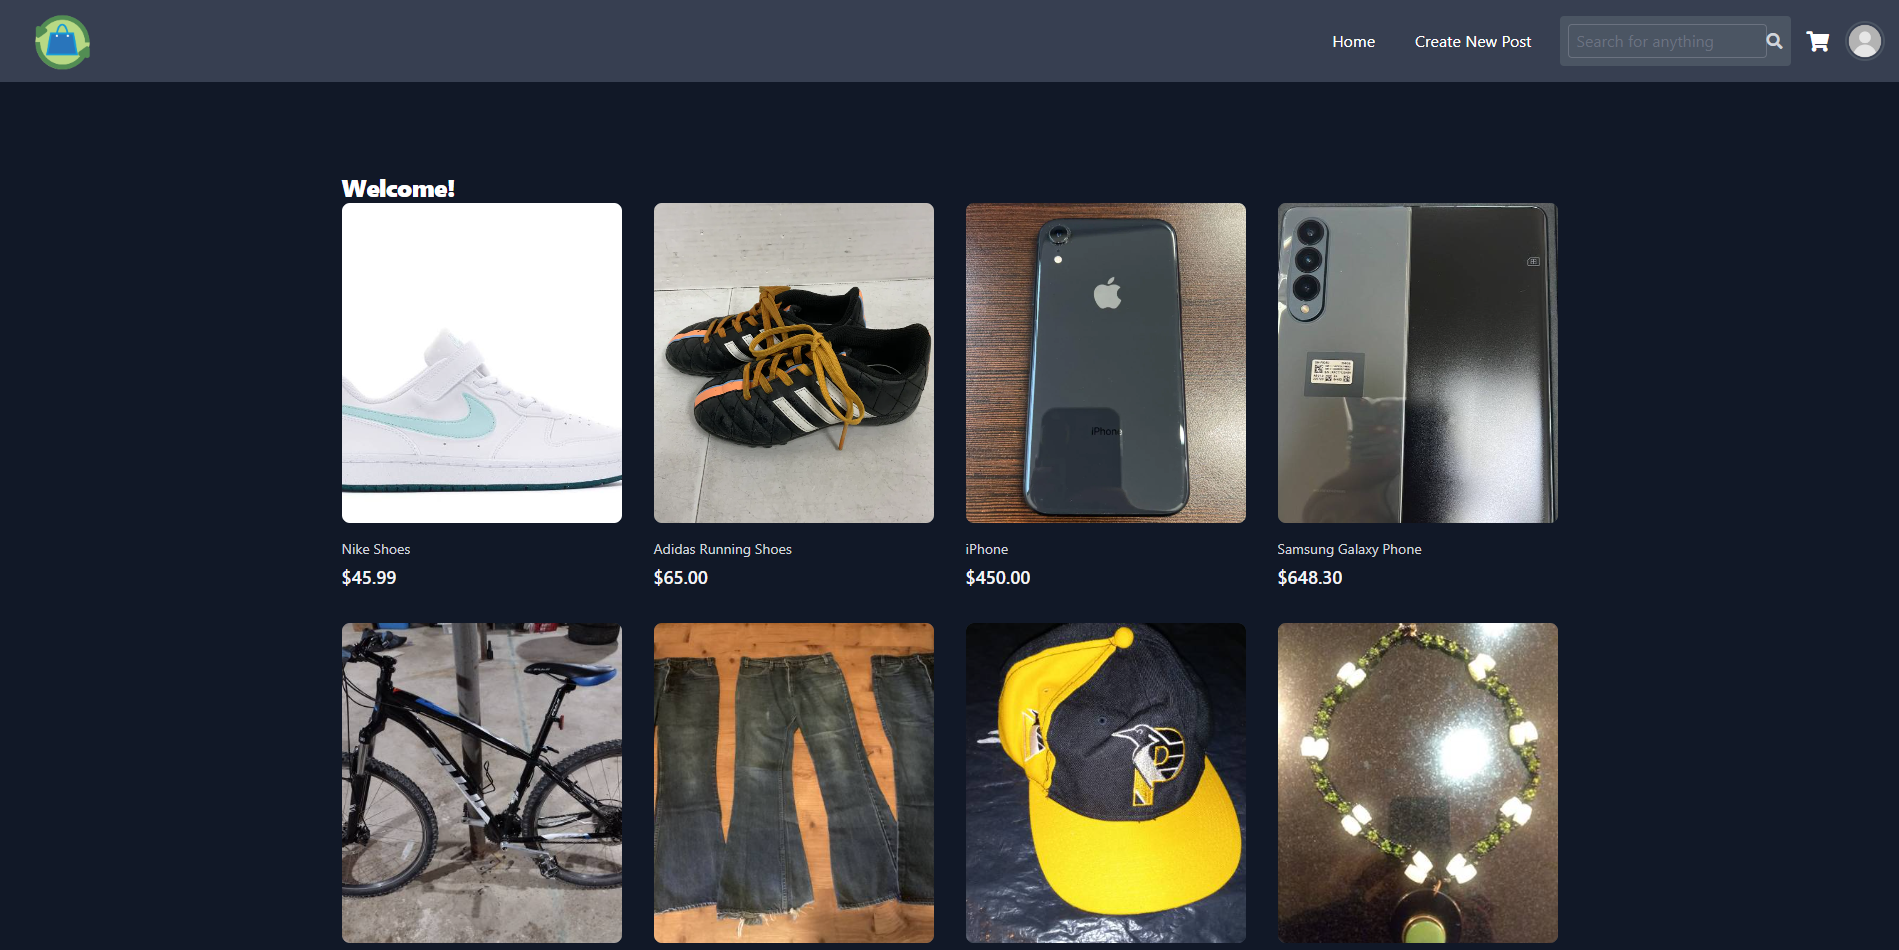 Home
Create New Post
Search for anything
Welcome!
Nike Shoes
$45.99
Adidas Running Shoes
$65.00
iPhone
iPhone
$450.00
Samsung Galaxy Phone
$648.30
P